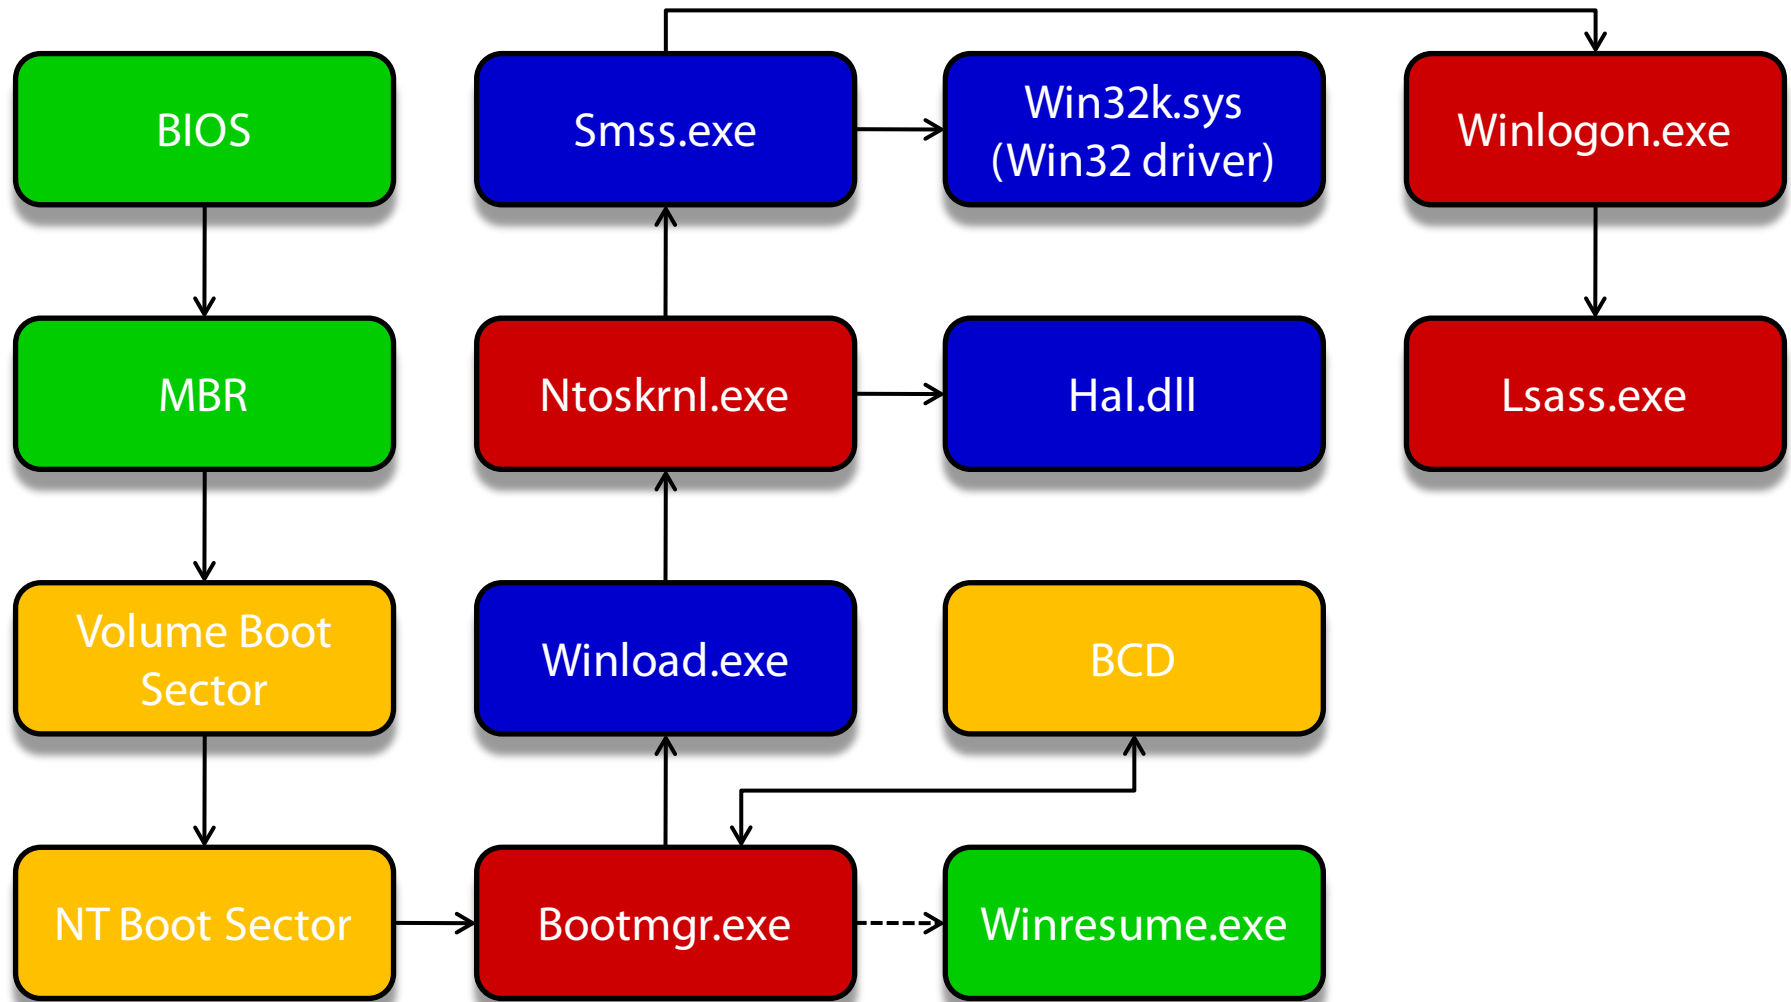 BIOS
Smss.exe
Win32k.sys
(Win32 driver)
Winlogon.exe
MBR
Ntoskrnl.exe
Hal.dll
Lsass.exe
Volume Boot
Sector
Winload.exe
BCD
NT Boot Sector
Bootmgr.exe
Winresume.exe